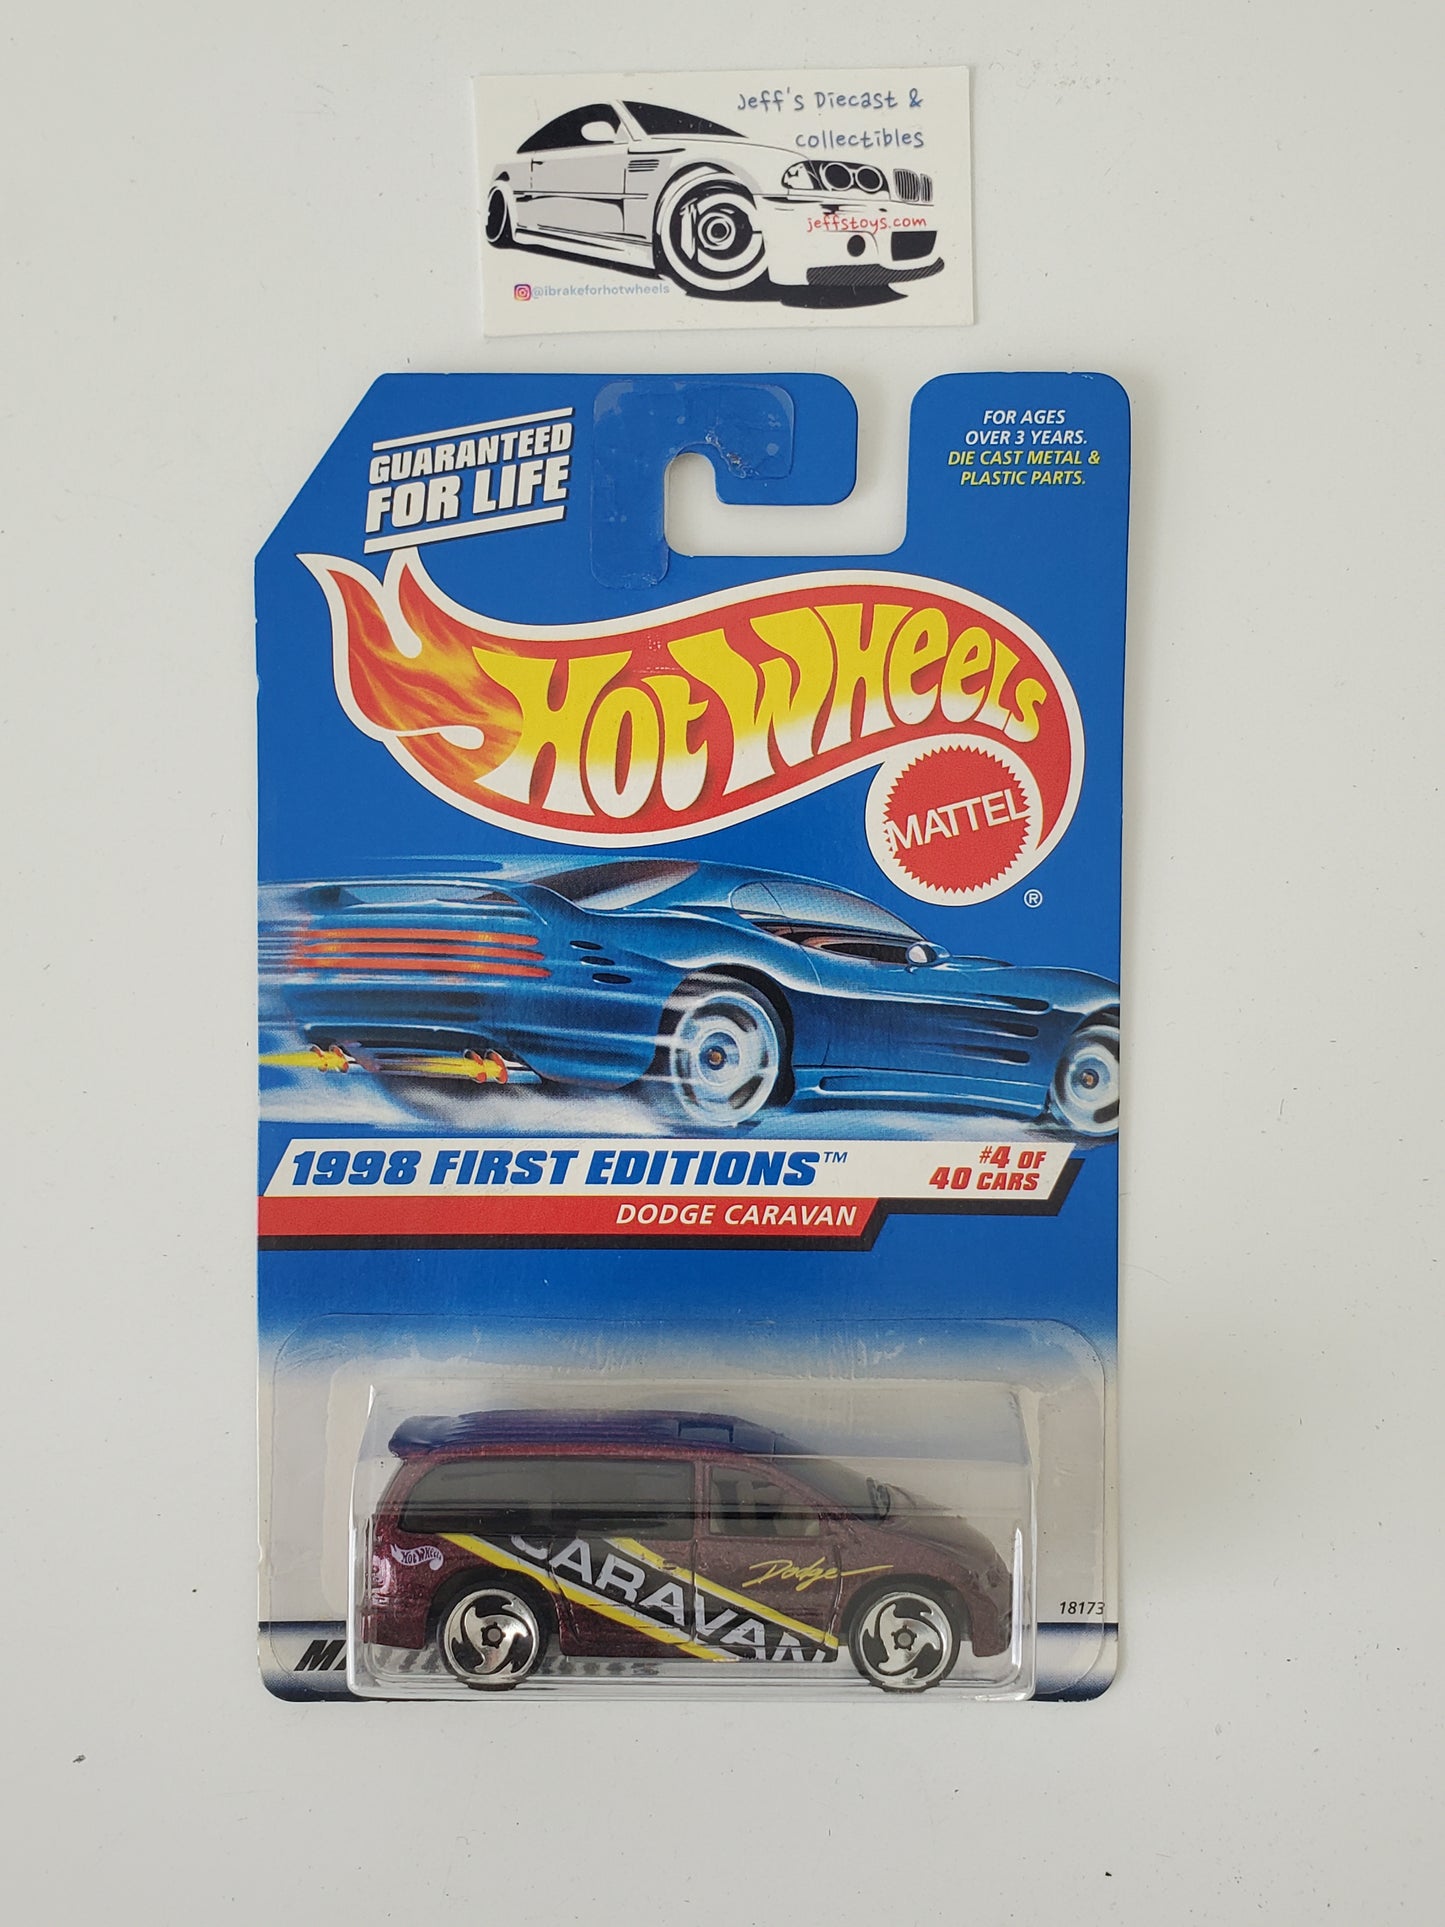 Jeff's Diecast &
collectibles
jeffstoys.com
@ibrakeforhotwheels
GUARANTEED
FOR LIFE
FOR AGES
OVER 3 YEARS.
DIE CAST METAL &
PLASTIC PARTS.
HOT WHEELS
MATTEL
®
1998 FIRST EDITIONS™
#4 OF
40 CARS
DODGE CARAVAN
HOT WHEELS
CARAVAN
Dodge
18173